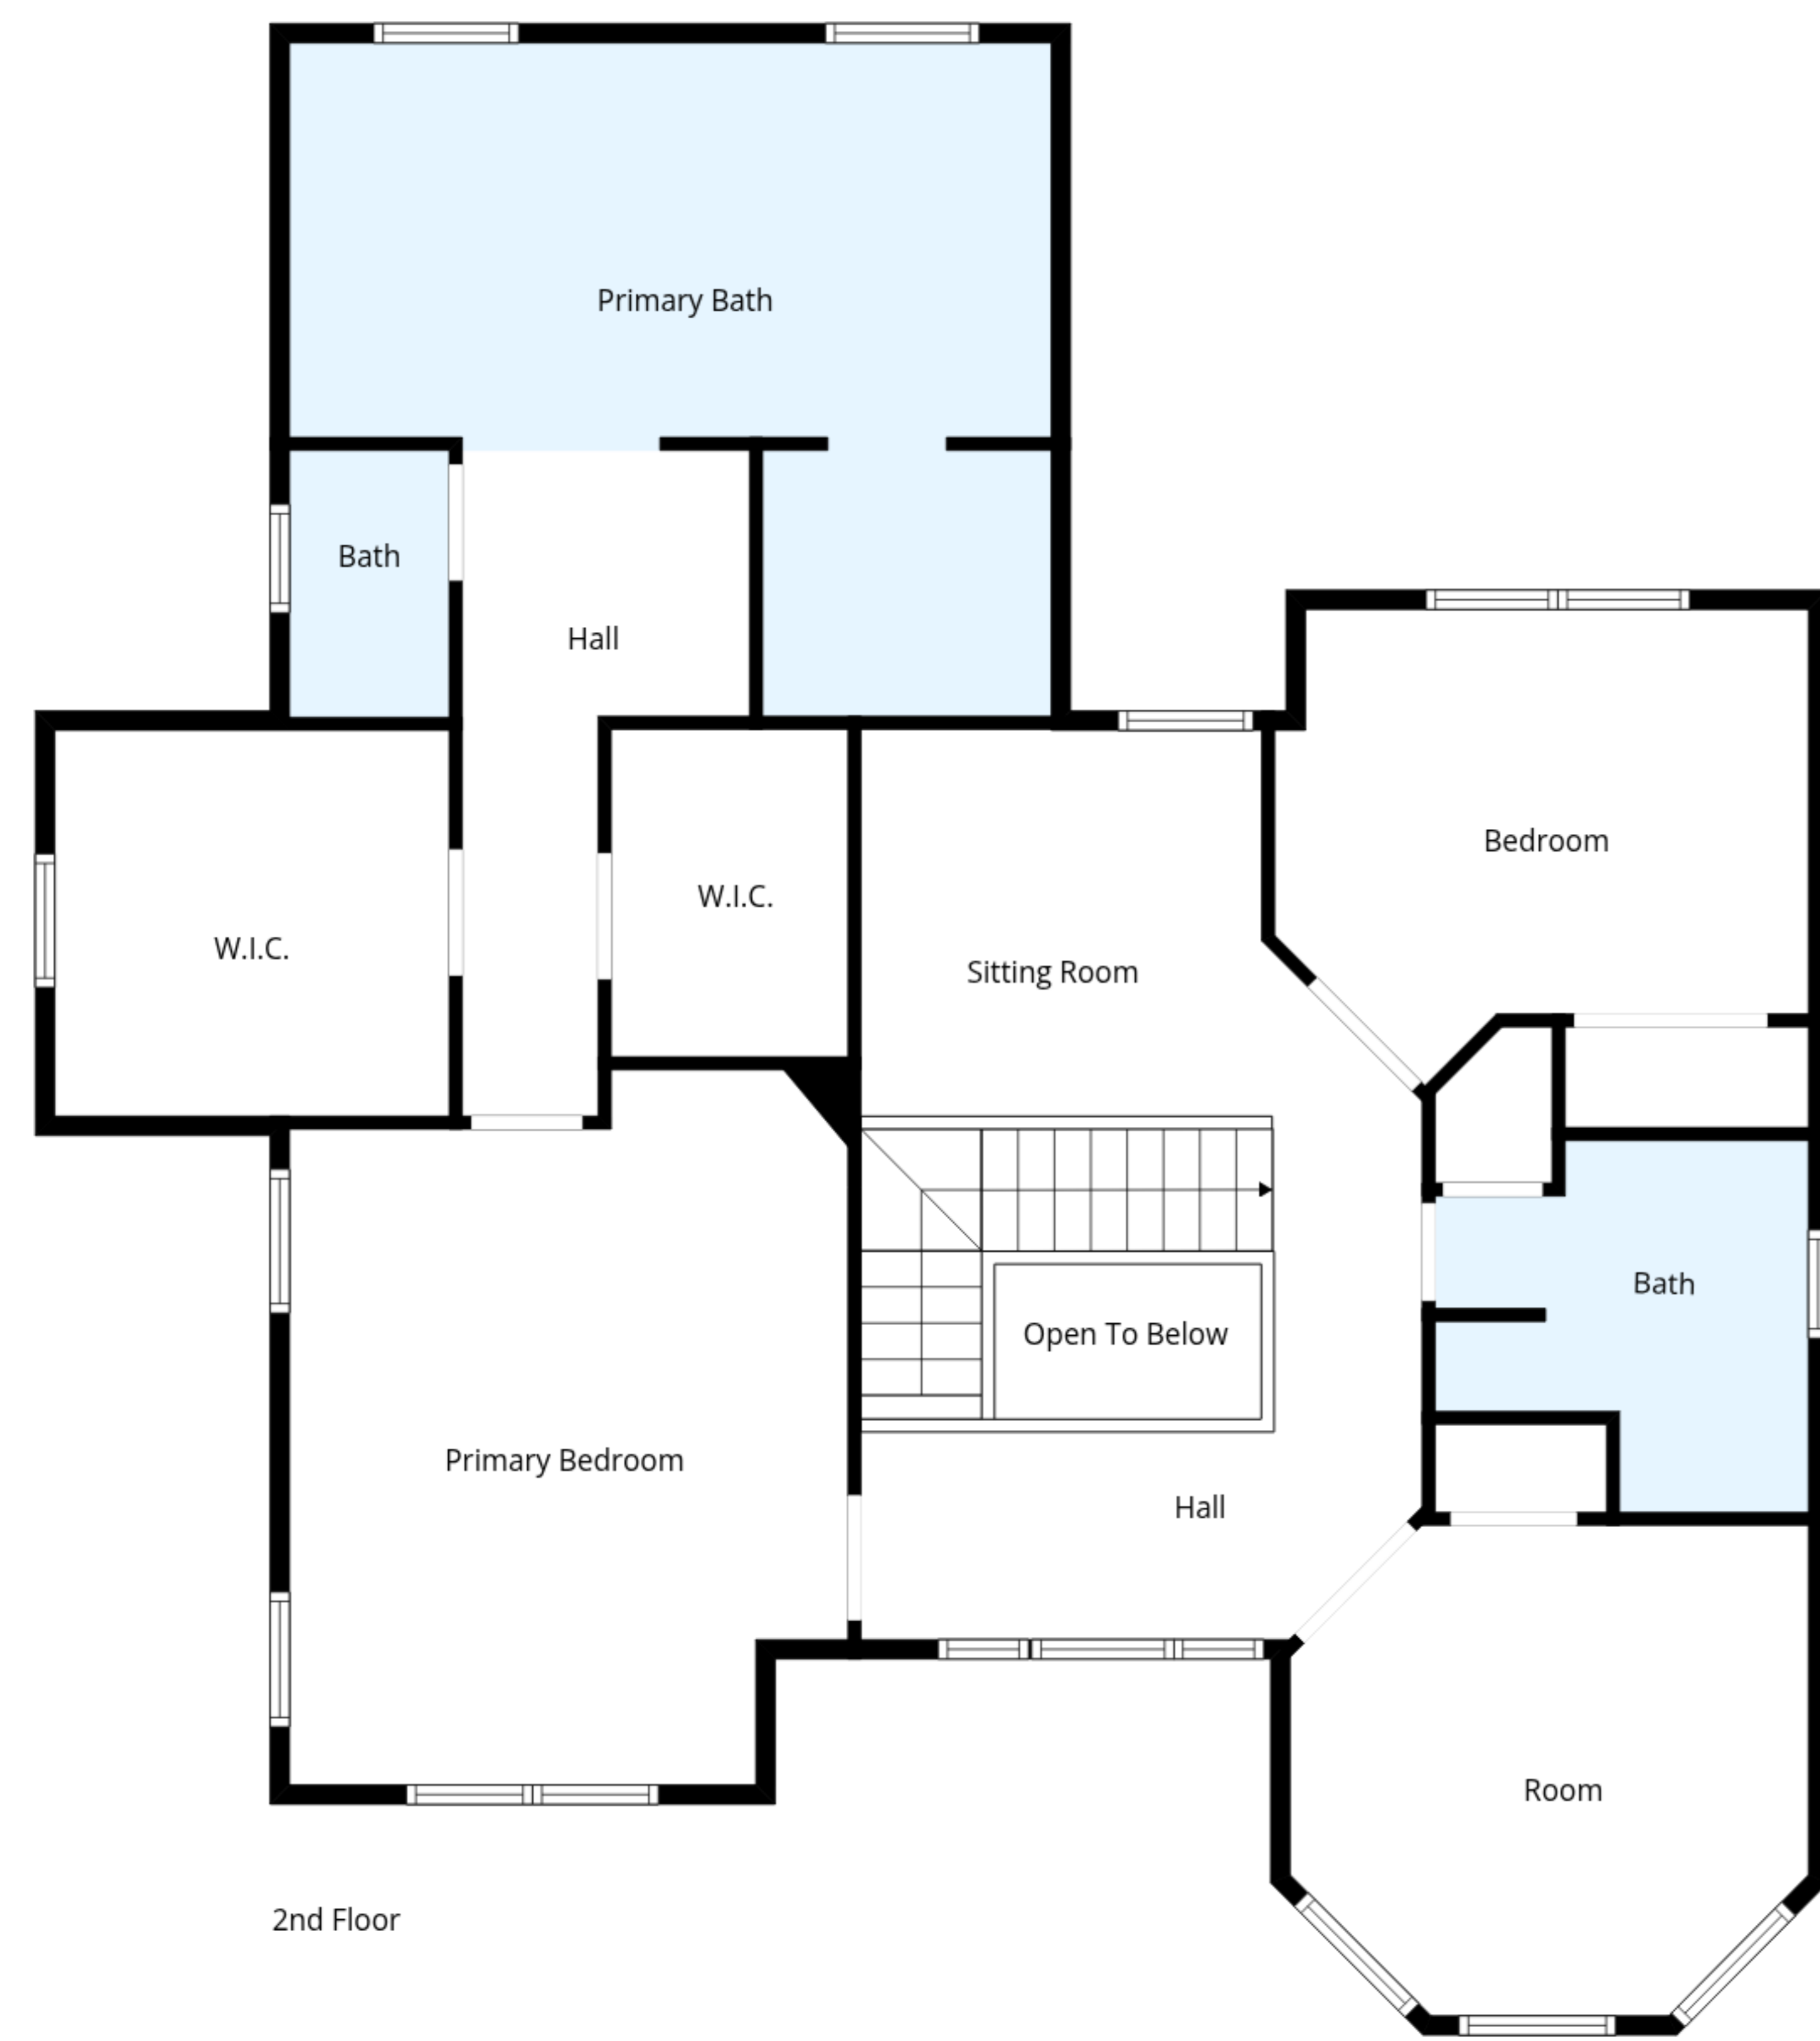 Primary Bath
Bath
Hall
Bedroom
W.I.C.
W.I.C.
Sitting Room
Bath
Open To Below
Primary Bedroom
Hall
Room
2nd Floor